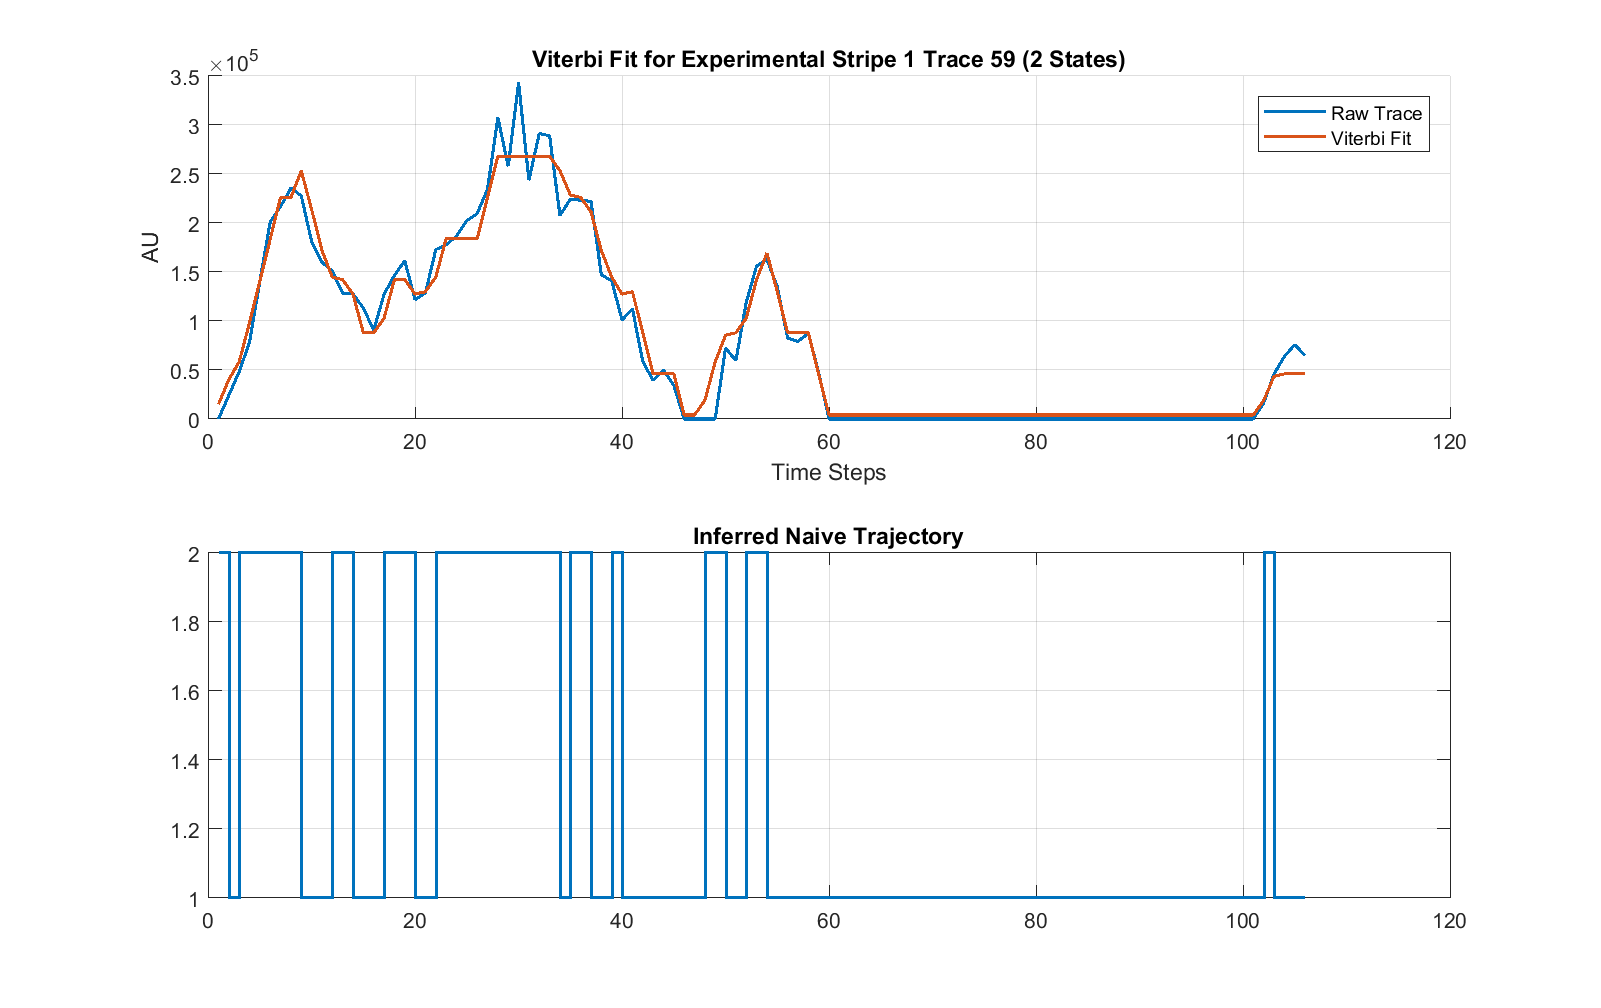 Viterbi Fit for Experimental Stripe 1 Trace 59 (2 States)
×10^5
3.5
3
2.5
2
1.5
1
0.5
0
AU
Raw Trace
Viterbi Fit
0 20 40 60 80 100 120
Time Steps
Inferred Naive Trajectory
2
1.8
1.6
1.4
1.2
1
0 20 40 60 80 100 120